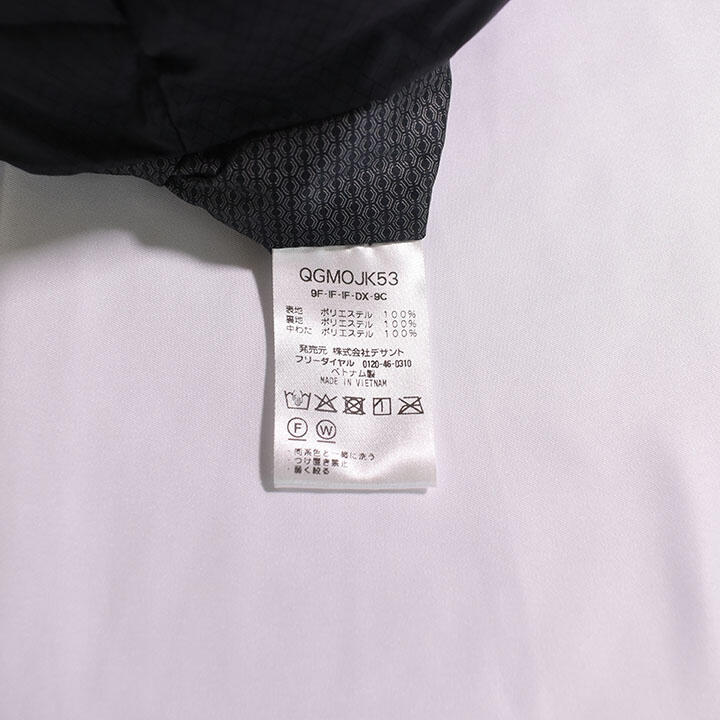 QGMOJK53
9F-IF-IF-DX-9C
表地 ポリエステル 100%
裏地 ポリエステル 100%
中わた ポリエステル 100%
発売元 株式会社デサント
フリーダイヤル 0120-46-0310
ベトナム製
MADE IN VIETNAM
F W
・同系色と一緒に洗う
・つけ置き禁止
・弱く絞る